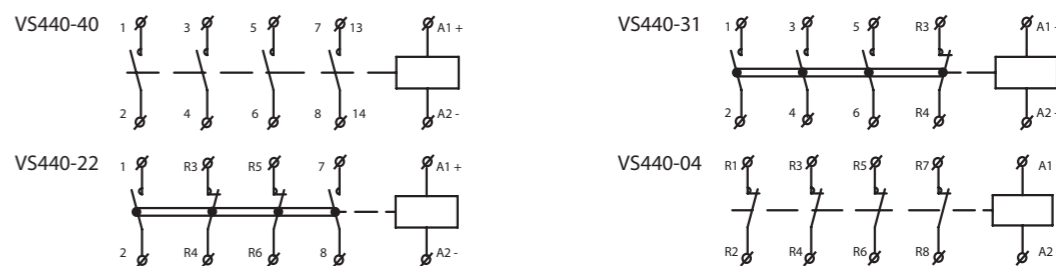 VS440-40 1 3 5 7 13 A1 +
2 4 6 8 14 A2 -
VS440-31 1 3 5 R3 A1 -
2 4 6 R4 A2 -
VS440-22 1 R3 R5 7 A1 +
2 R4 R6 8 A2 -
VS440-04 R1 R3 R5 R7 A1
R2 R4 R6 R8 A2